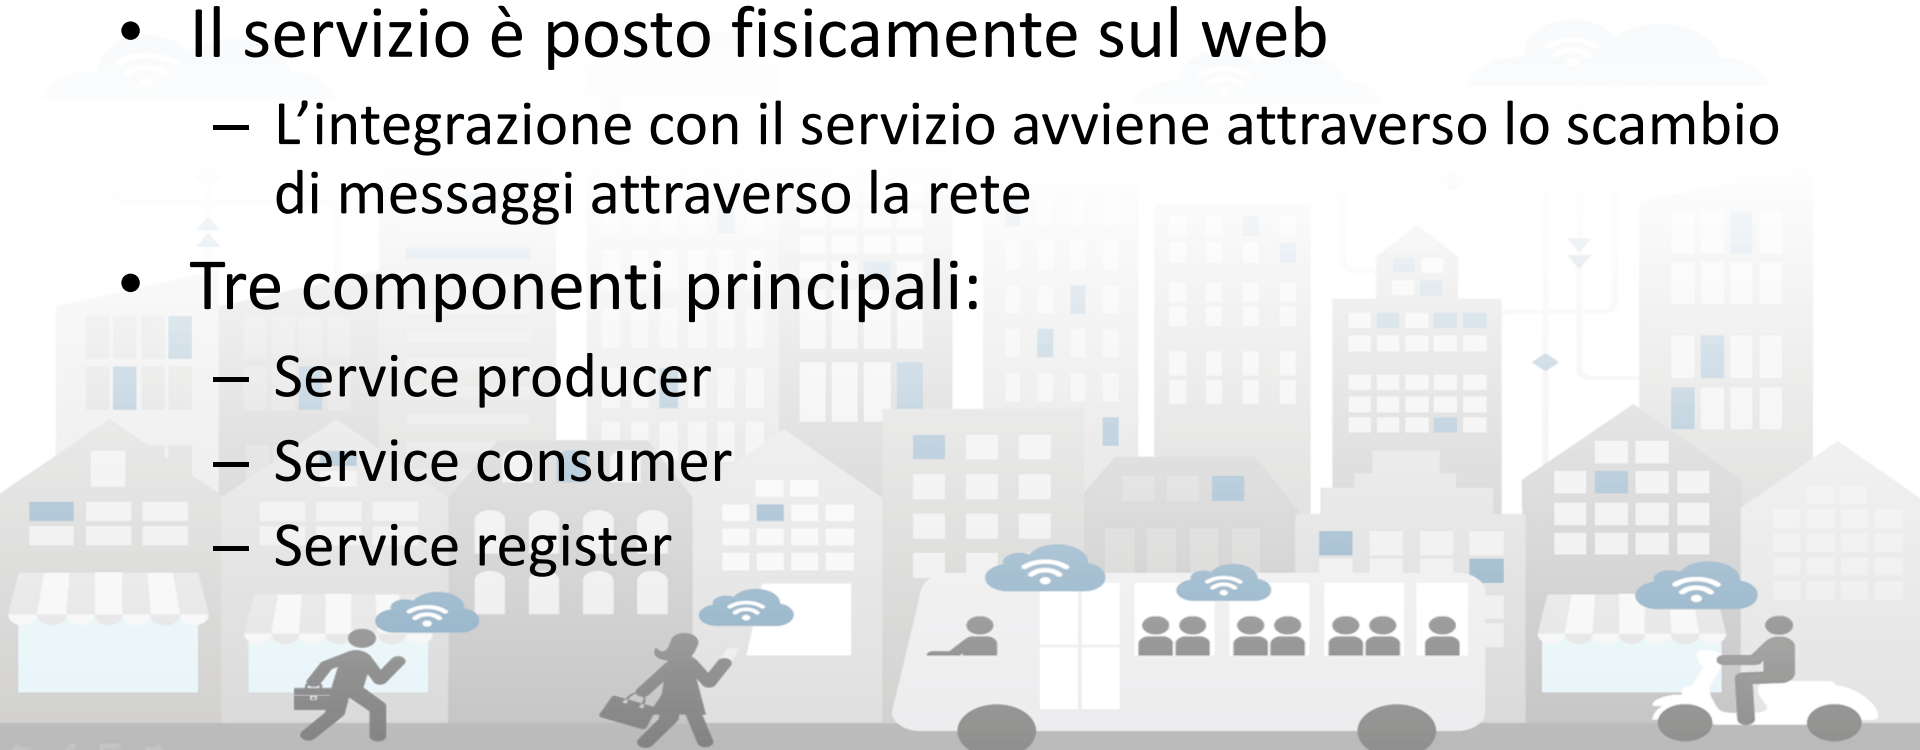 • Il servizio è posto fisicamente sul web
– L’integrazione con il servizio avviene attraverso lo scambio
di messaggi attraverso la rete
• Tre componenti principali:
– Service producer
– Service consumer
– Service register